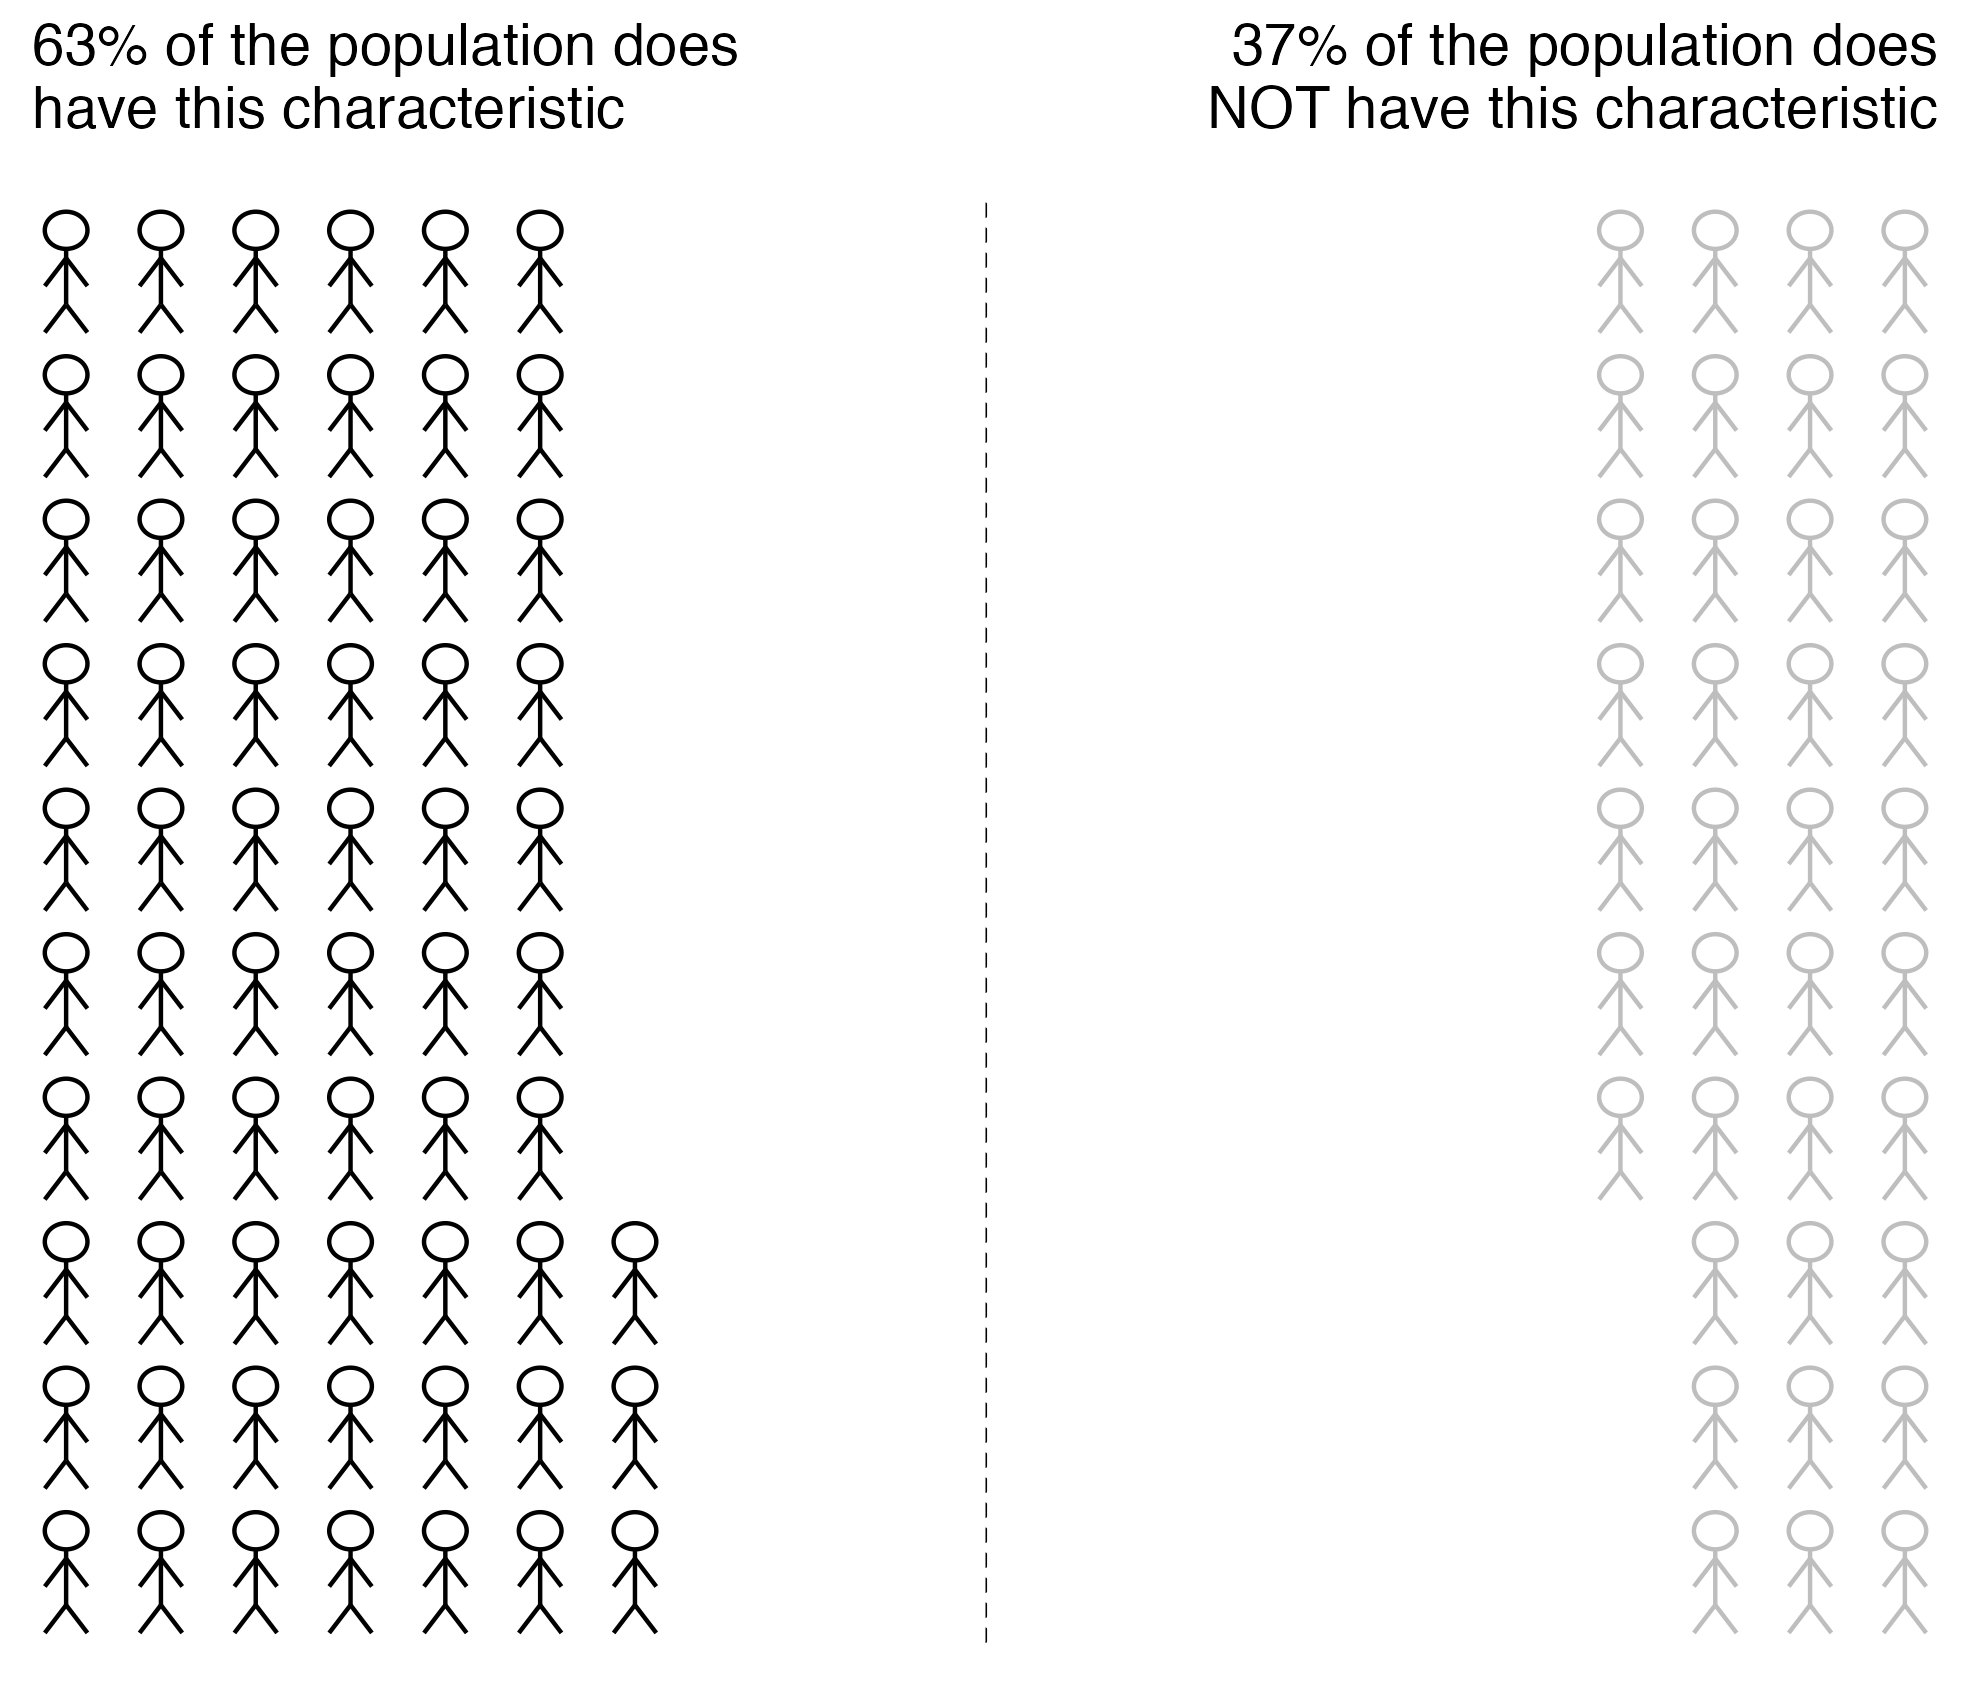 63% of the population does
have this characteristic
37% of the population does
NOT have this characteristic